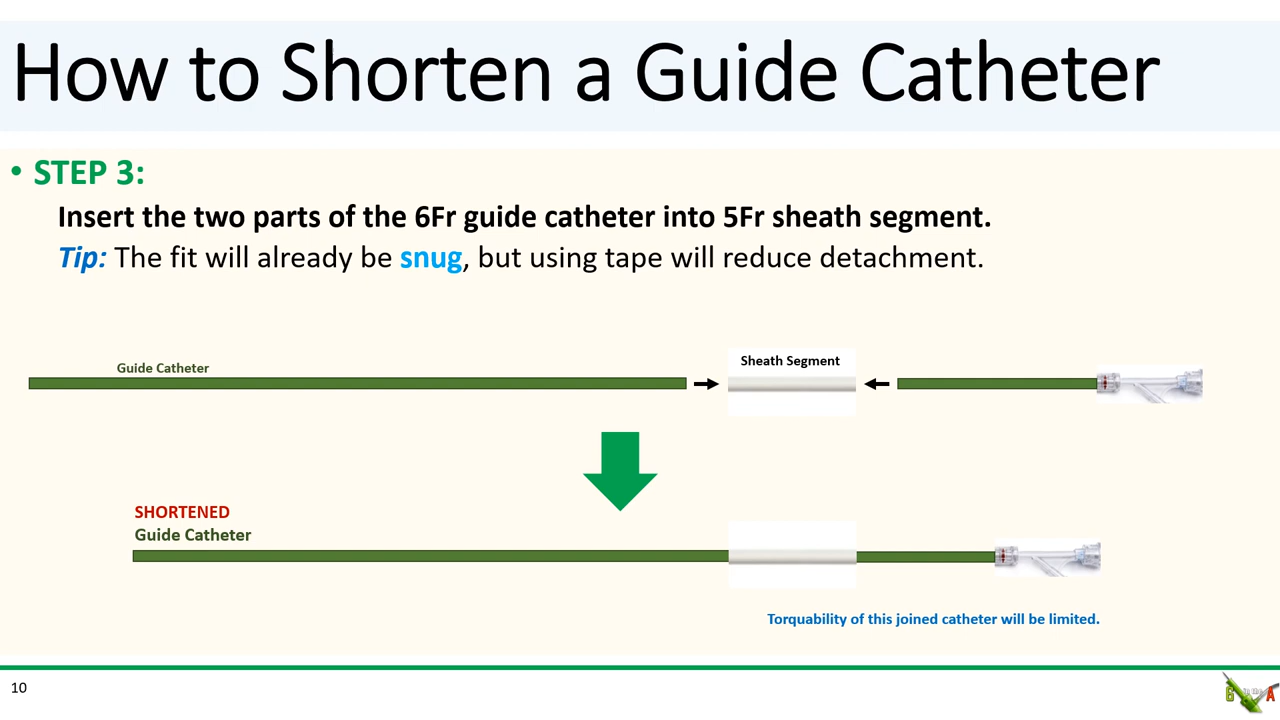 How to Shorten a Guide Catheter
• STEP 3:
Insert the two parts of the 6Fr guide catheter into 5Fr sheath segment.
Tip: The fit will already be snug, but using tape will reduce detachment.
Guide Catheter
Sheath Segment
SHORTENED
Guide Catheter
Torquability of this joined catheter will be limited.
10